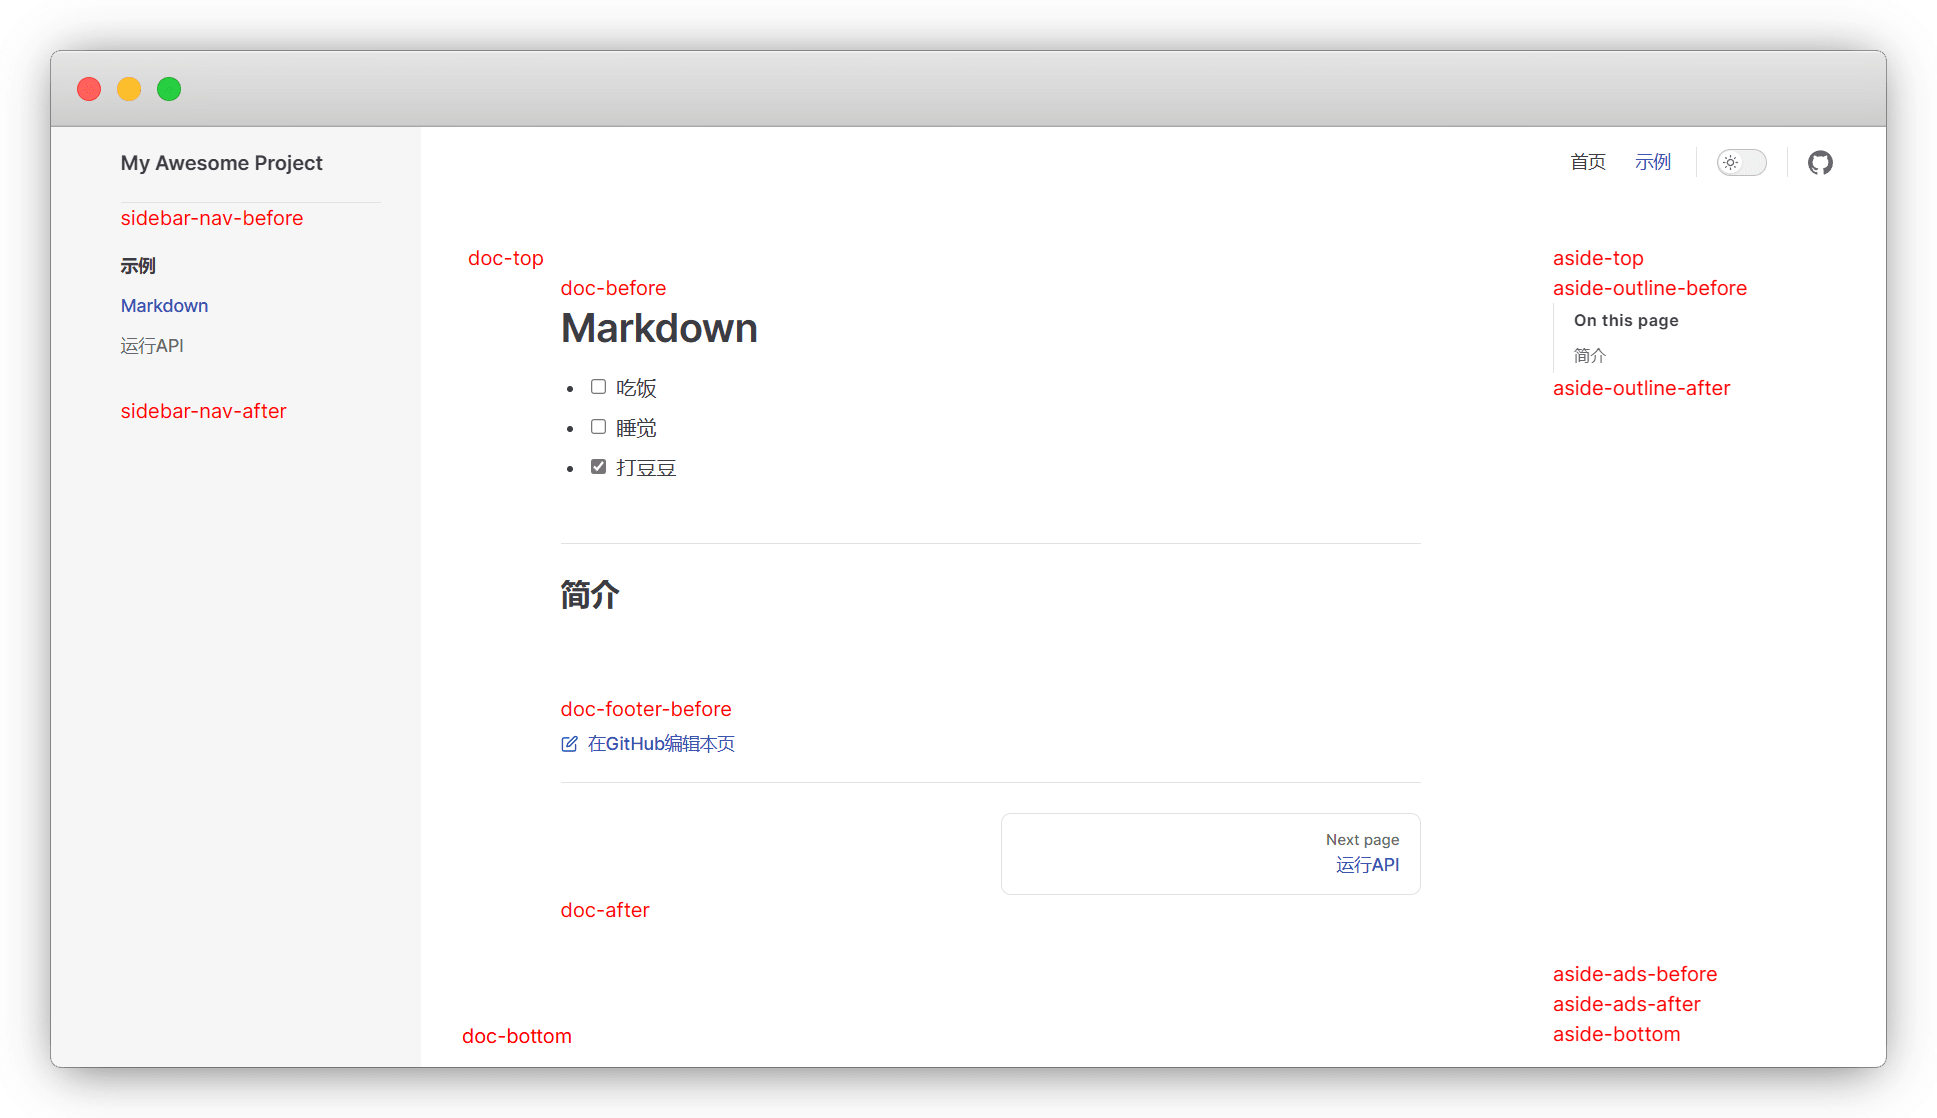 My Awesome Project
首页 示例
sidebar-nav-before
示例
Markdown
运行API
sidebar-nav-after
doc-top
doc-before
Markdown
吃饭
睡觉
打豆豆
简介
doc-footer-before
在GitHub编辑本页
Next page
运行API
doc-after
doc-bottom
aside-top
aside-outline-before
On this page
简介
aside-outline-after
aside-ads-before
aside-ads-after
aside-bottom